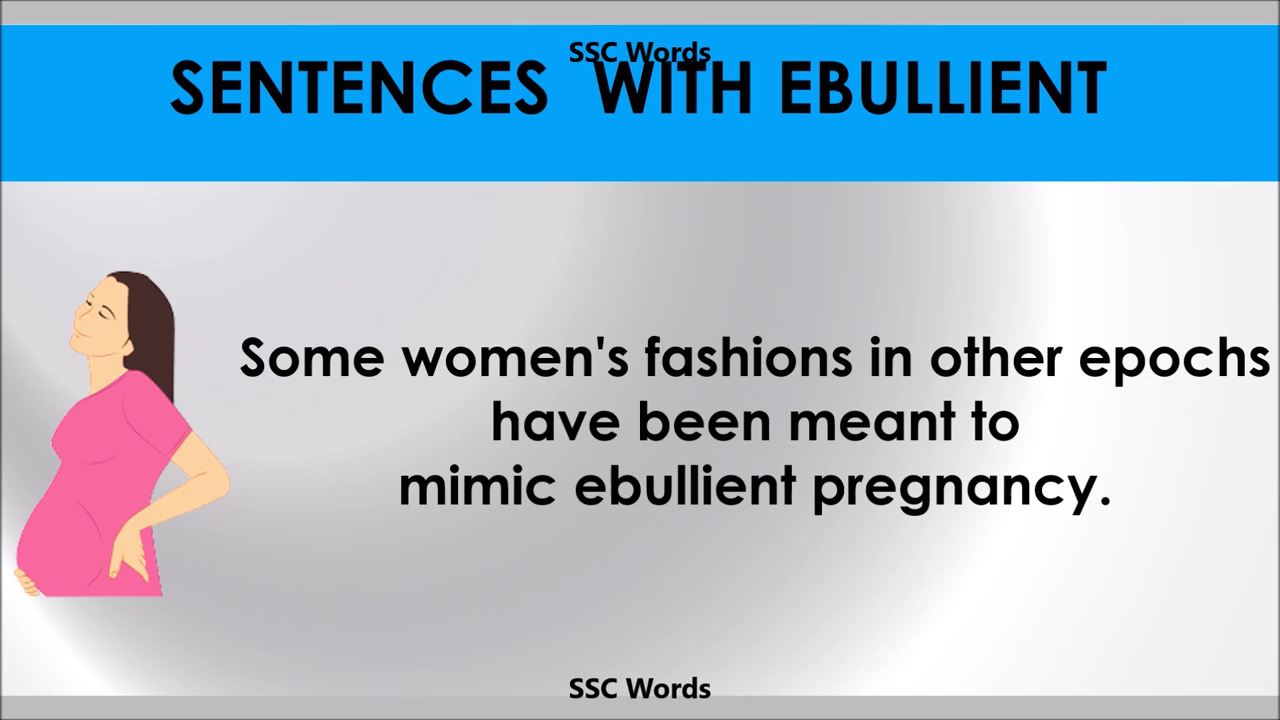 SSC Words
SENTENCES WITH EBULLIENT
Some women's fashions in other epochs
have been meant to
mimic ebullient pregnancy.
SSC Words